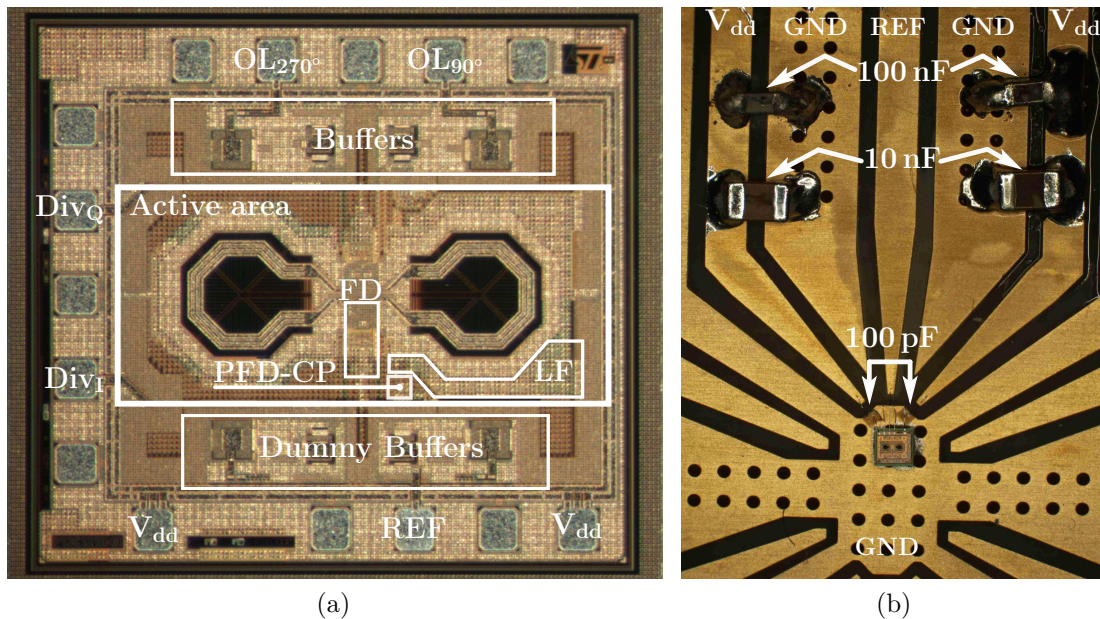 OL270°
OL90°
ST
Buffers
DivQ
Active area
FD
PFD-CP
LF
DivI
Dummy Buffers
Vdd
REF
Vdd
(a)
Vdd
GND
REF
GND
Vdd
100 nF
10 nF
100 pF
GND
(b)